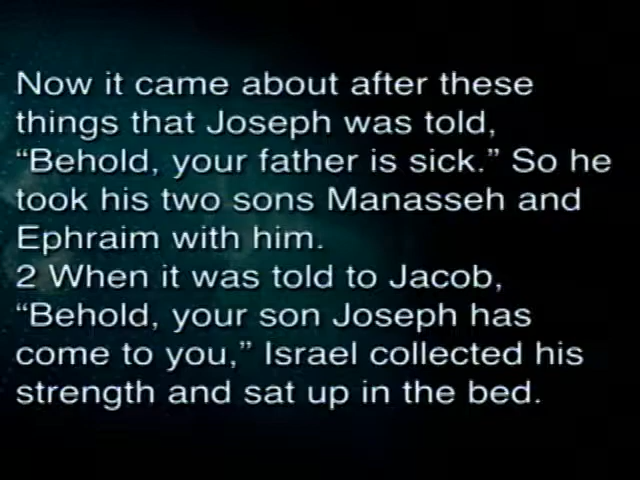 Now it came about after these
things that Joseph was told,
“Behold, your father is sick.” So he
took his two sons Manasseh and
Ephraim with him.
2 When it was told to Jacob,
“Behold, your son Joseph has
come to you,” Israel collected his
strength and sat up in the bed.